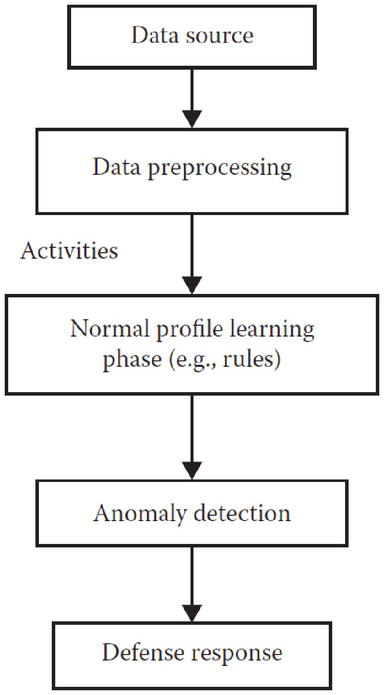 Data source
Data preprocessing
Activities
Normal profile learning
phase (e.g., rules)
Anomaly detection
Defense response